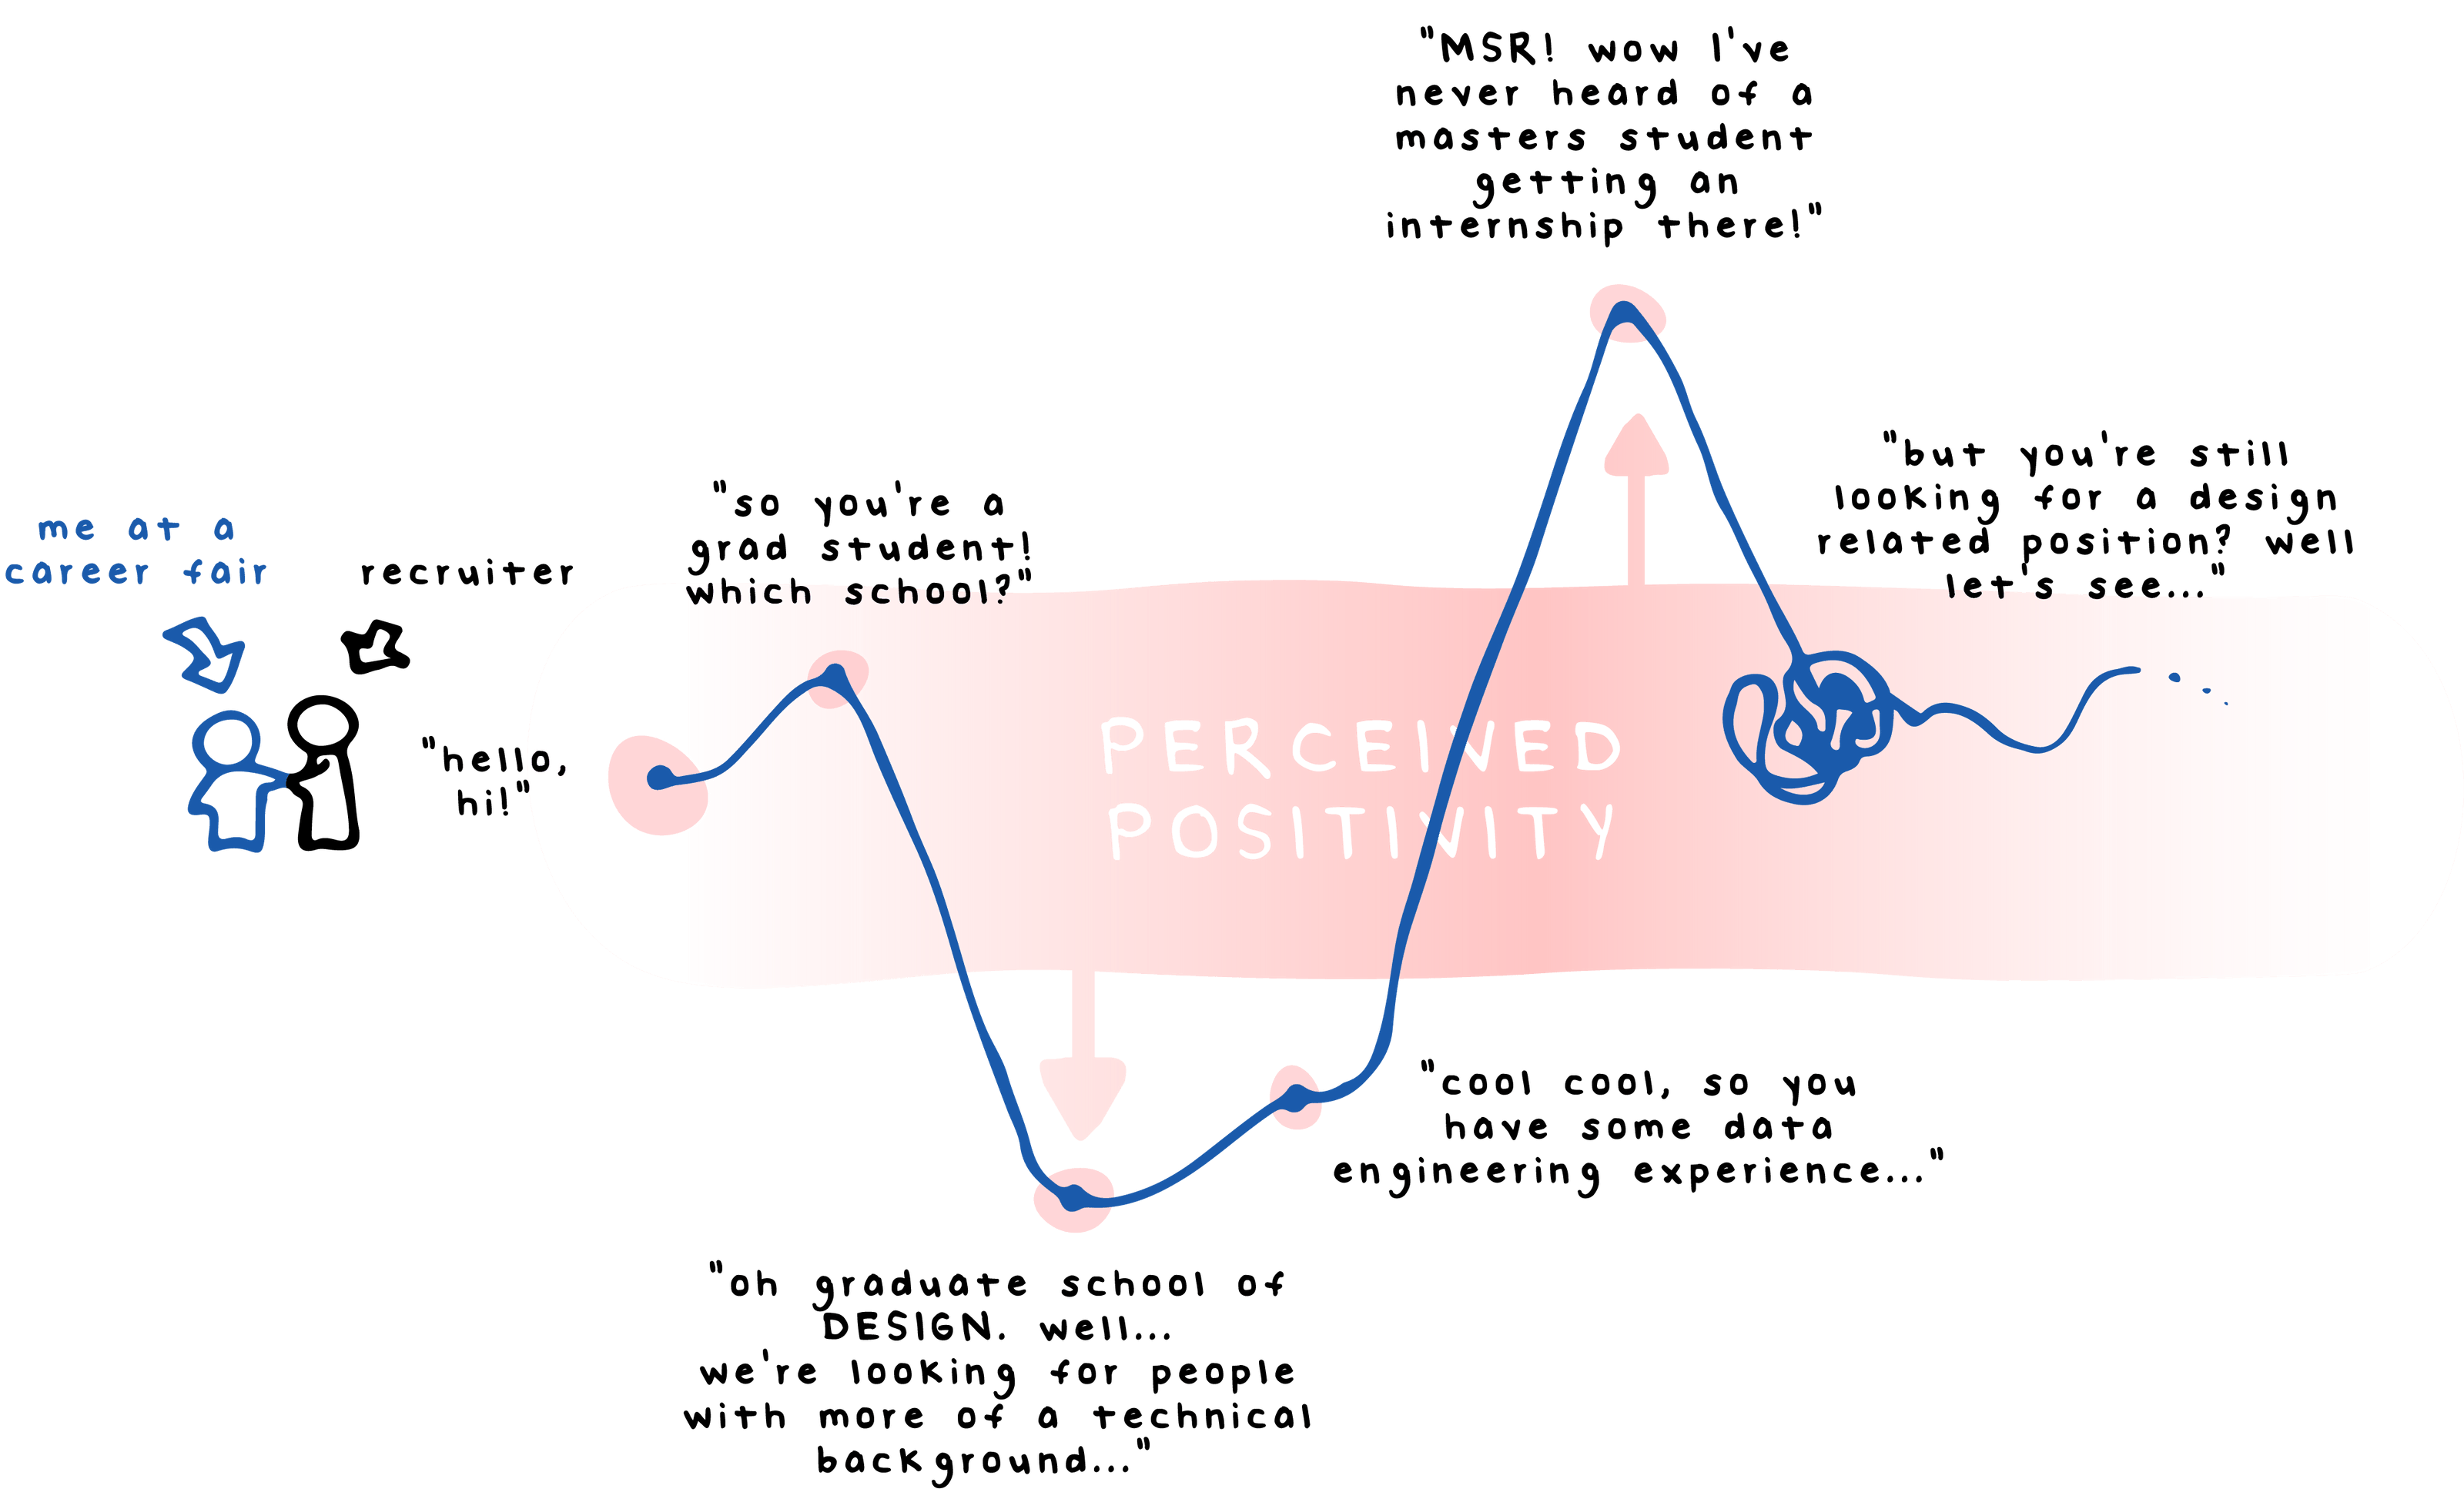 me at a
career fair
recruiter
"hello,
hi!"
"so you're a
grad student!
which school?"
"oh graduate school of
DESIGN. well...
we're looking for people
with more of a technical
background..."
PERCEIVED
POSITIVITY
"cool cool, so you
have some data
engineering experience..."
"MSR! wow I've
never heard of a
masters student
getting an
internship there!"
"but you're still
looking for a design
related position? well
let's see..."